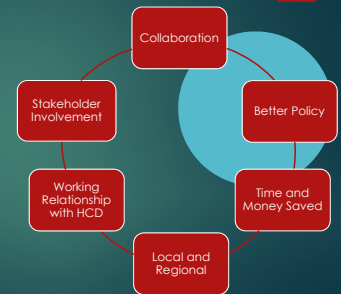 Collaboration
Better Policy
Time and
Money Saved
Local and
Regional
Working
Relationship
with HCD
Stakeholder
Involvement